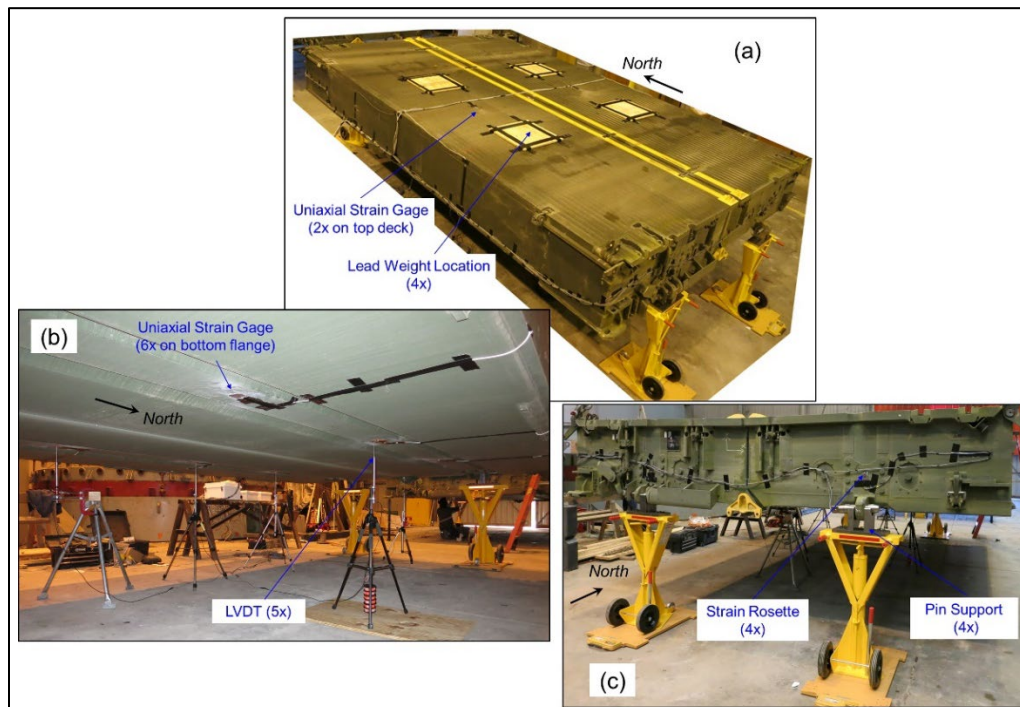 (a)
North
Uniaxial Strain Gage
(2x on top deck)
Lead Weight Location
(4x)
(b)
Uniaxial Strain Gage
(6x on bottom flange)
North
LVDT (5x)
North
Strain Rosette
(4x)
Pin Support
(4x)
(c)